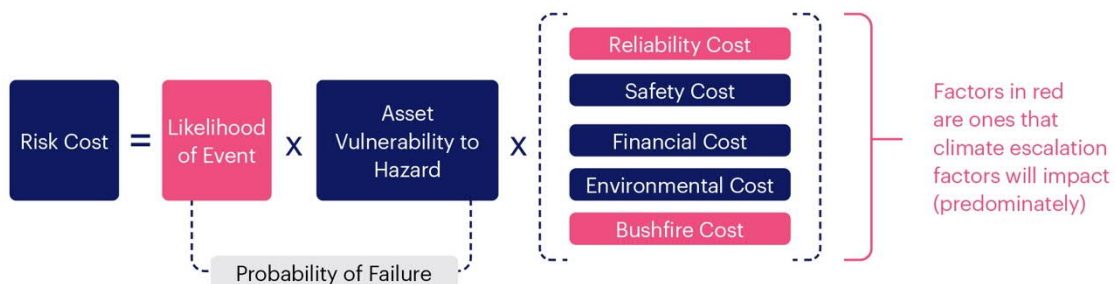 Risk Cost
=
Likelihood
of Event
x
Asset
Vulnerability to
Hazard
x
Reliability Cost
Safety Cost
Financial Cost
Environmental Cost
Bushfire Cost
Factors in red
are ones that
climate escalation
factors will impact
(predominately)
Probability of Failure